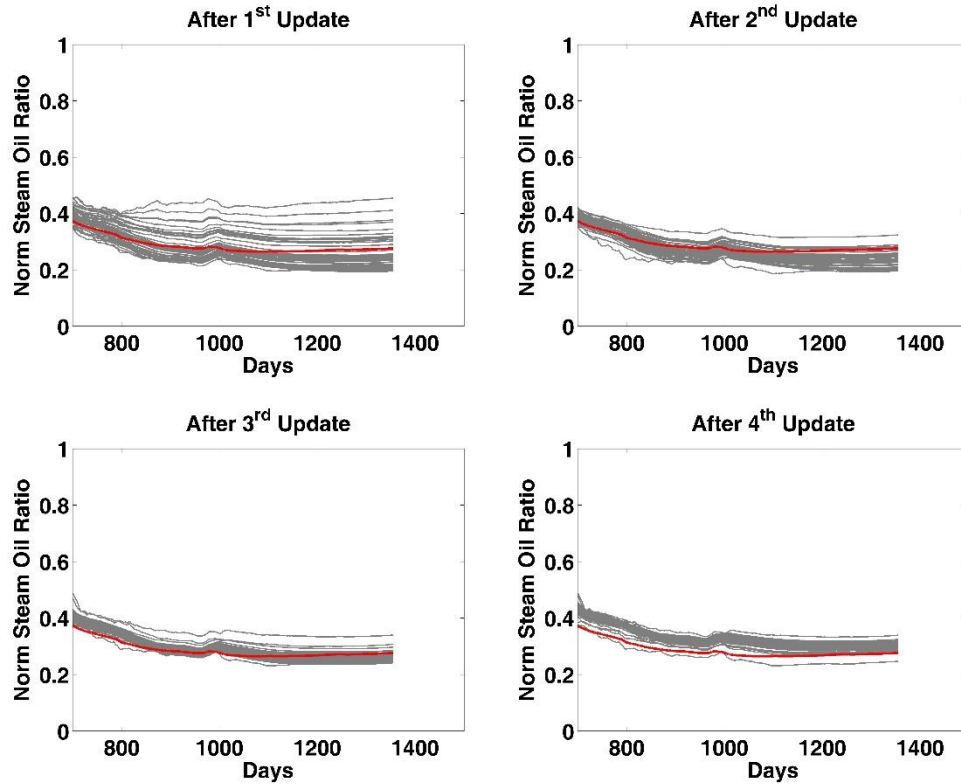 After 1st Update
Norm Steam Oil Ratio
1
0.8
0.6
0.4
0.2
0
800 1000 1200 1400
Days
After 2nd Update
Norm Steam Oil Ratio
1
0.8
0.6
0.4
0.2
0
800 1000 1200 1400
Days
After 3rd Update
Norm Steam Oil Ratio
1
0.8
0.6
0.4
0.2
0
800 1000 1200 1400
Days
After 4th Update
Norm Steam Oil Ratio
1
0.8
0.6
0.4
0.2
0
800 1000 1200 1400
Days